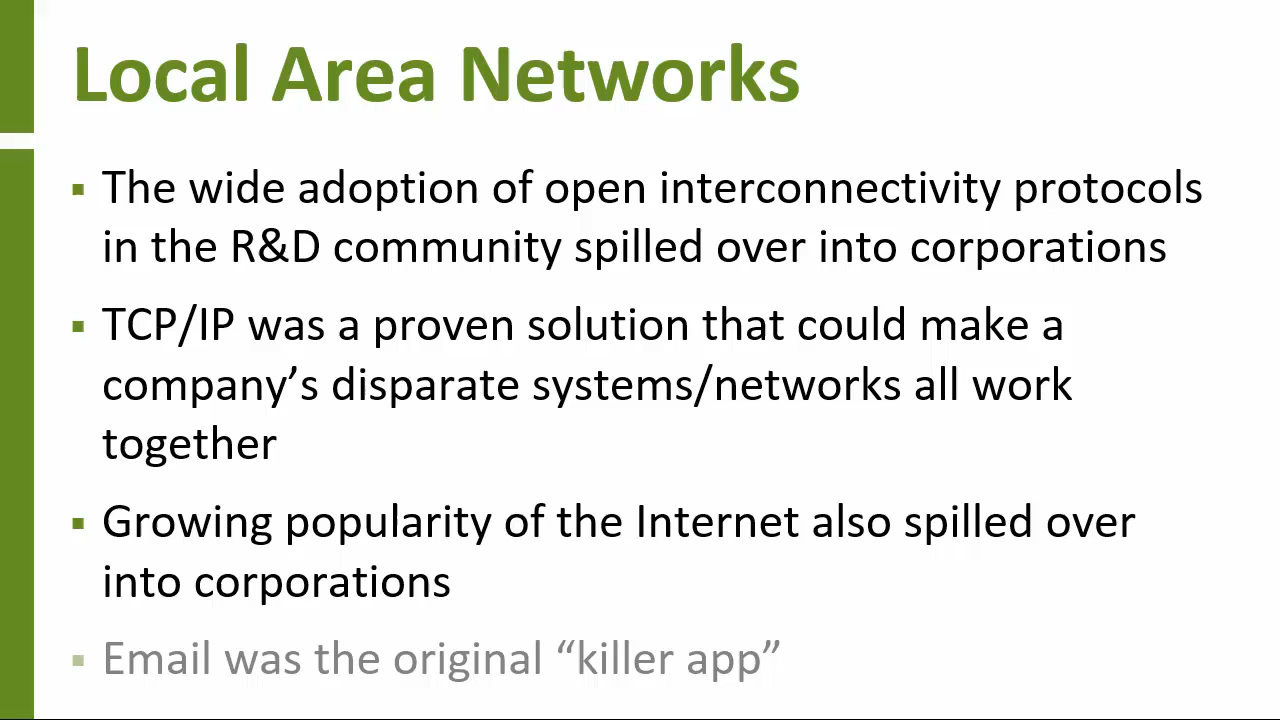 Local Area Networks
▪ The wide adoption of open interconnectivity protocols
in the R&D community spilled over into corporations
▪ TCP/IP was a proven solution that could make a
company’s disparate systems/networks all work
together
▪ Growing popularity of the Internet also spilled over
into corporations
▪ Email was the original “killer app”